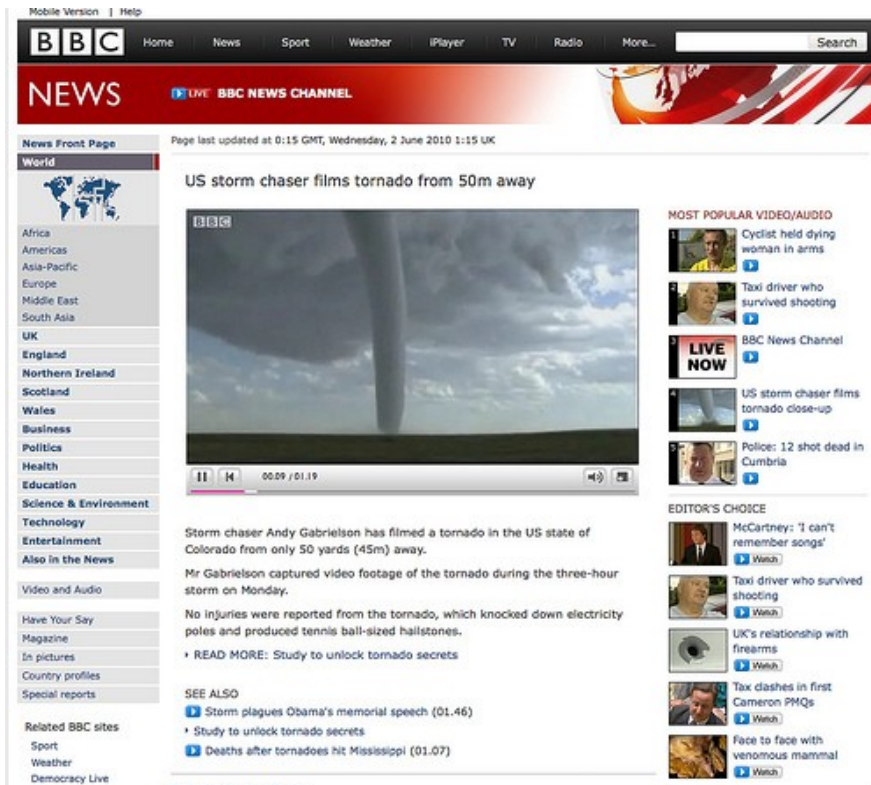 Mobile Version | Help
BBC
Home News Sport Weather iPlayer TV Radio More... Search
NEWS
LIVE BBC NEWS CHANNEL
News Front Page
World
Africa
Americas
Asia-Pacific
Europe
Middle East
South Asia
UK
England
Northern Ireland
Scotland
Wales
Business
Politics
Health
Education
Science & Environment
Technology
Entertainment
Also in the News
Video and Audio
Have Your Say
Magazine
In pictures
Country profiles
Special reports
Related BBC sites
Sport
Weather
Democracy Live
Page last updated at 0:15 GMT, Wednesday, 2 June 2010 1:15 UK
US storm chaser films tornado from 50m away
BBC
00.09 / 01.19
Storm chaser Andy Gabrielson has filmed a tornado in the US state of
Colorado from only 50 yards (45m) away.
Mr Gabrielson captured video footage of the tornado during the three-hour
storm on Monday.
No injuries were reported from the tornado, which knocked down electricity
poles and produced tennis ball-sized hailstones.
READ MORE: Study to unlock tornado secrets
SEE ALSO
Storm plagues Obama's memorial speech (01.46)
Study to unlock tornado secrets
Deaths after tornadoes hit Mississippi (01.07)
MOST POPULAR VIDEO/AUDIO
1
Cyclist held dying
woman in arms
2
Taxi driver who
survived shooting
3
LIVE
NOW
BBC News Channel
4
US storm chaser films
tornado close-up
5
Police: 12 shot dead in
Cumbria
EDITOR'S CHOICE
McCartney: 'I can't
remember songs'
Watch
Taxi driver who survived
shooting
Watch
UK's relationship with
firearms
Watch
Tax clashes in first
Cameron PMQs
Watch
Face to face with
venomous mammal
Watch